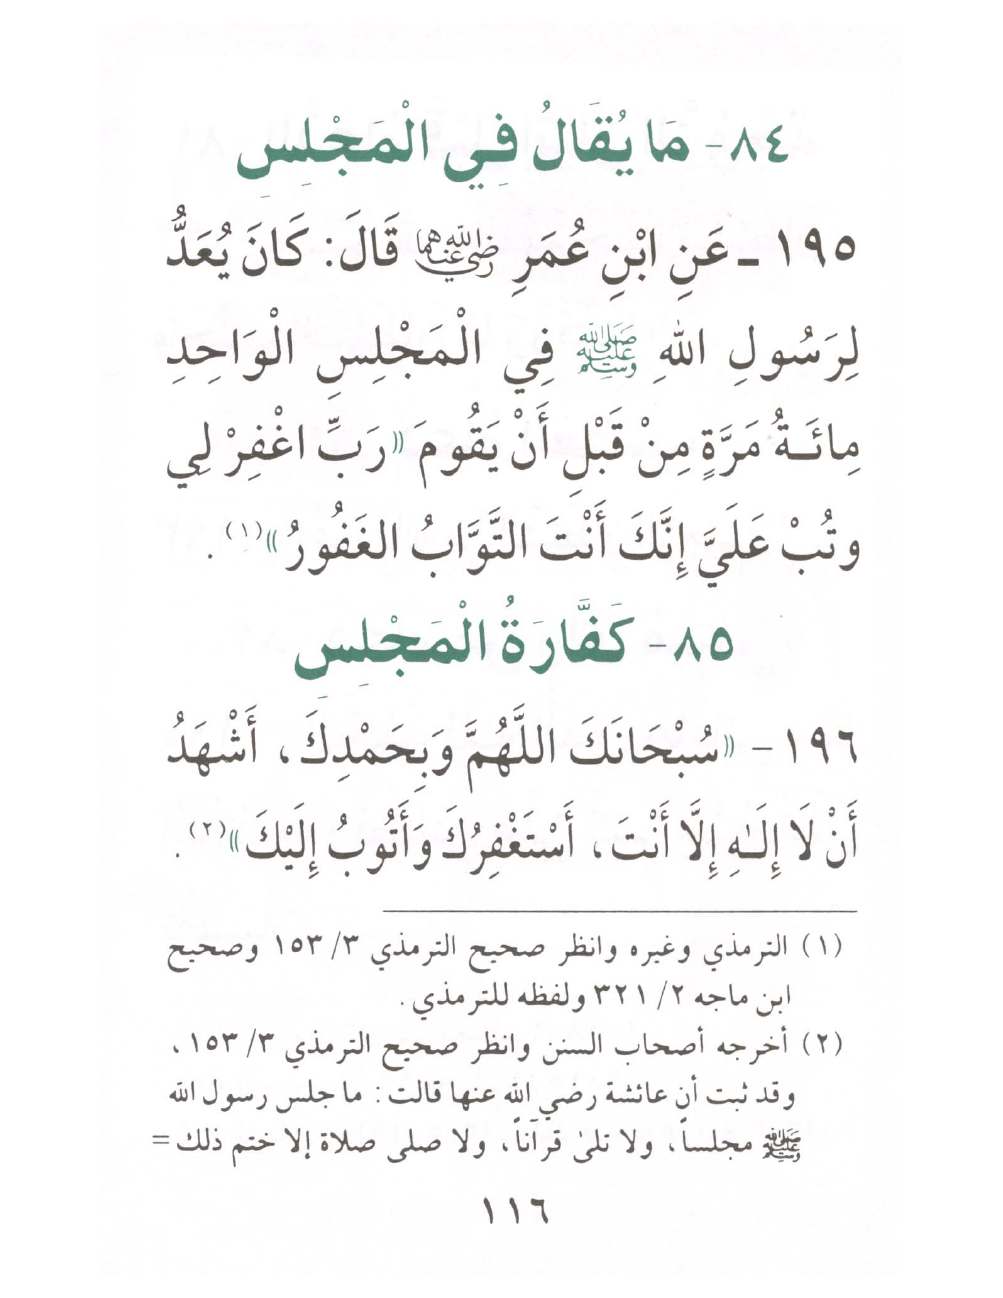 ٨٤- مَا يُقَالُ فِي الْمَجْلِسِ
١٩٥ ـ عَنِ ابْنِ عُمَرِ رضي الله عنهما قَالَ: كَانَ يُعَدُّ
لِرَسُولِ اللهِ ﷺ فِي الْمَجْلِسِ الْوَاحِدِ
مِائَـةُ مَرَّةٍ مِنْ قَبْلِ أَنْ يَقُومَ «رَبِّ اغْفِرْ لِي
وتُبْ عَلَيَّ إِنَّكَ أَنْتَ التَّوَّابُ الغَفُورُ»(١) .
٨٥- كَفَّارَةُ الْمَجْلِسِ
١٩٦ - «سُبْحَانَكَ اللَّهُمَّ وَبِحَمْدِكَ، أَشْهَدُ
أَنْ لَا إِلَـٰهِ إِلَّا أَنْتَ، أَسْتَغْفِرُكَ وَأَتُوبُ إِلَيْكَ»(٢) .
(١) الترمذي وغيره وانظر صحيح الترمذي ٣/ ١٥٣ وصحيح
ابن ماجه ٢/ ٣٢١ ولفظه للترمذي .
(٢) أخرجه أصحاب السنن وانظر صحيح الترمذي ٣/ ١٥٣،
وقد ثبت أن عائشة رضي الله عنها قالت: ما جلس رسول الله
ﷺ مجلساً، ولا تلىٰ قرآناً، ولا صلى صلاة إلا ختم ذلك =
١١٦